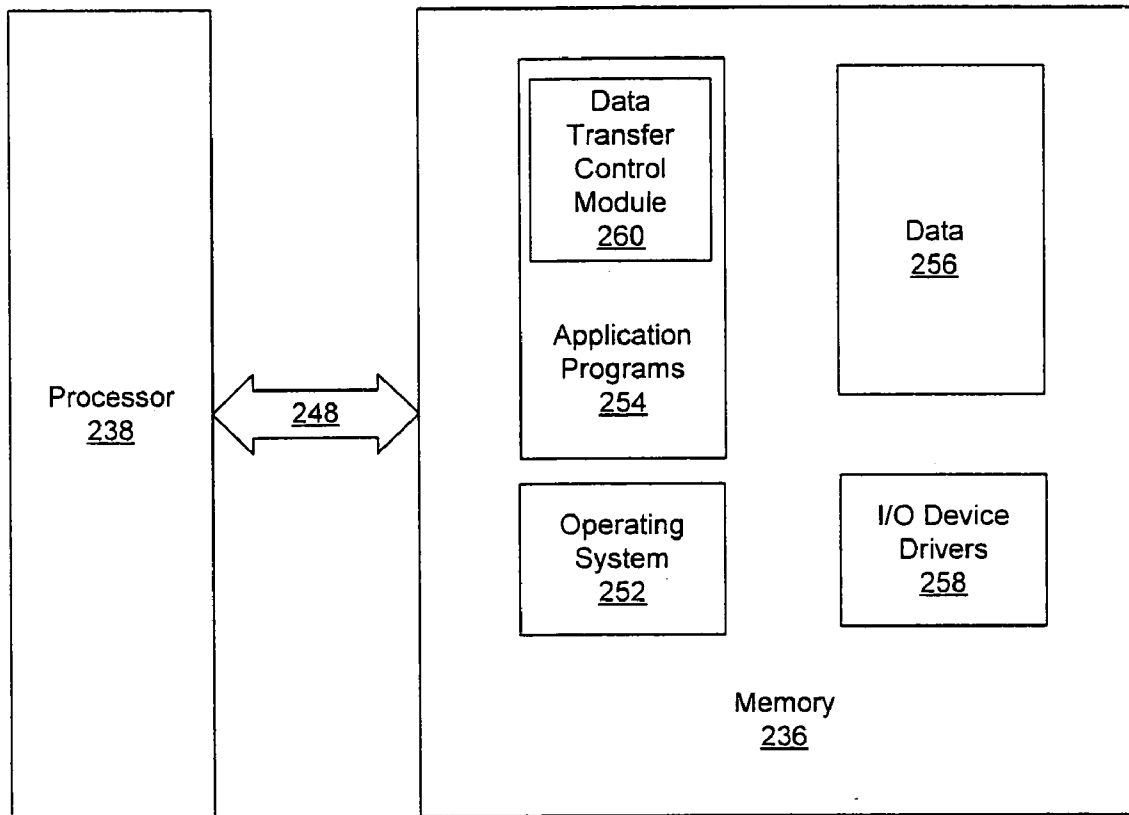 Processor
238
248
Data
Transfer
Control
Module
260
Application
Programs
254
Data
256
Operating
System
252
I/O Device
Drivers
258
Memory
236